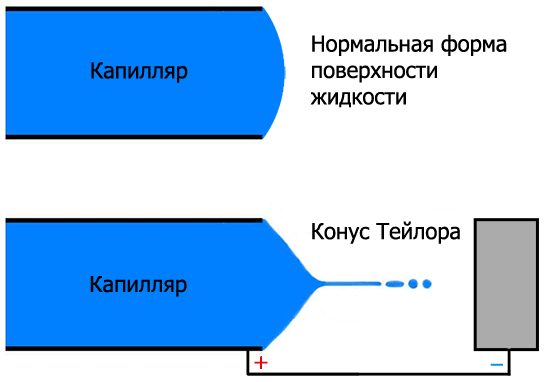 Капилляр
Нормальная форма
поверхности
жидкости
Конус Тейлора
Капилляр
+
−